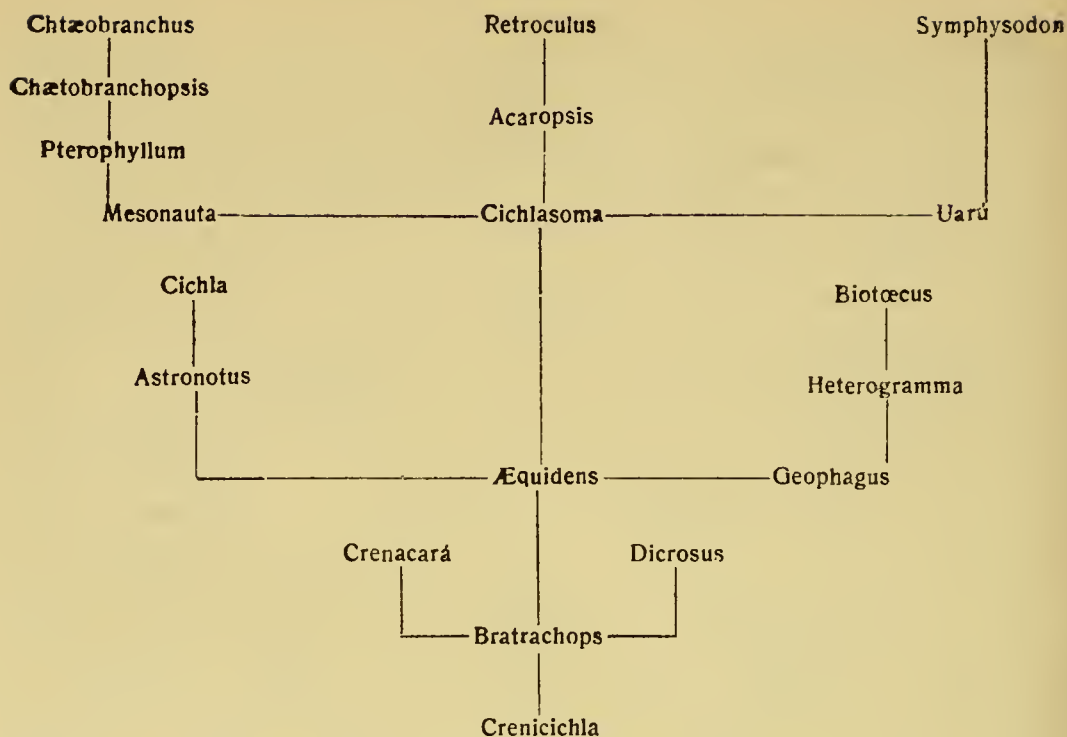 Chtæobranchus Retroculus Symphysodon
Chætobranchopsis
Acaropsis
Pterophyllum
Mesonauta Cichlasoma Uarú
Cichla Biotœcus
Astronotus Heterogramma
Æquidens Geophagus
Crenacará Dicrosus
Bratrachops
Crenicichla